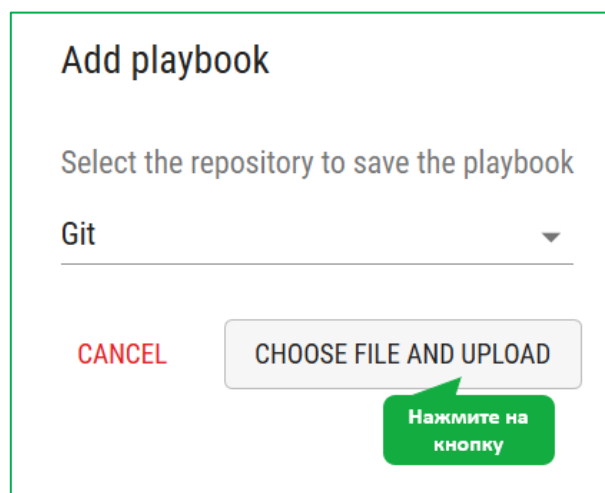 Add playbook
Select the repository to save the playbook
Git
CANCEL
CHOOSE FILE AND UPLOAD
Нажмите на
кнопку